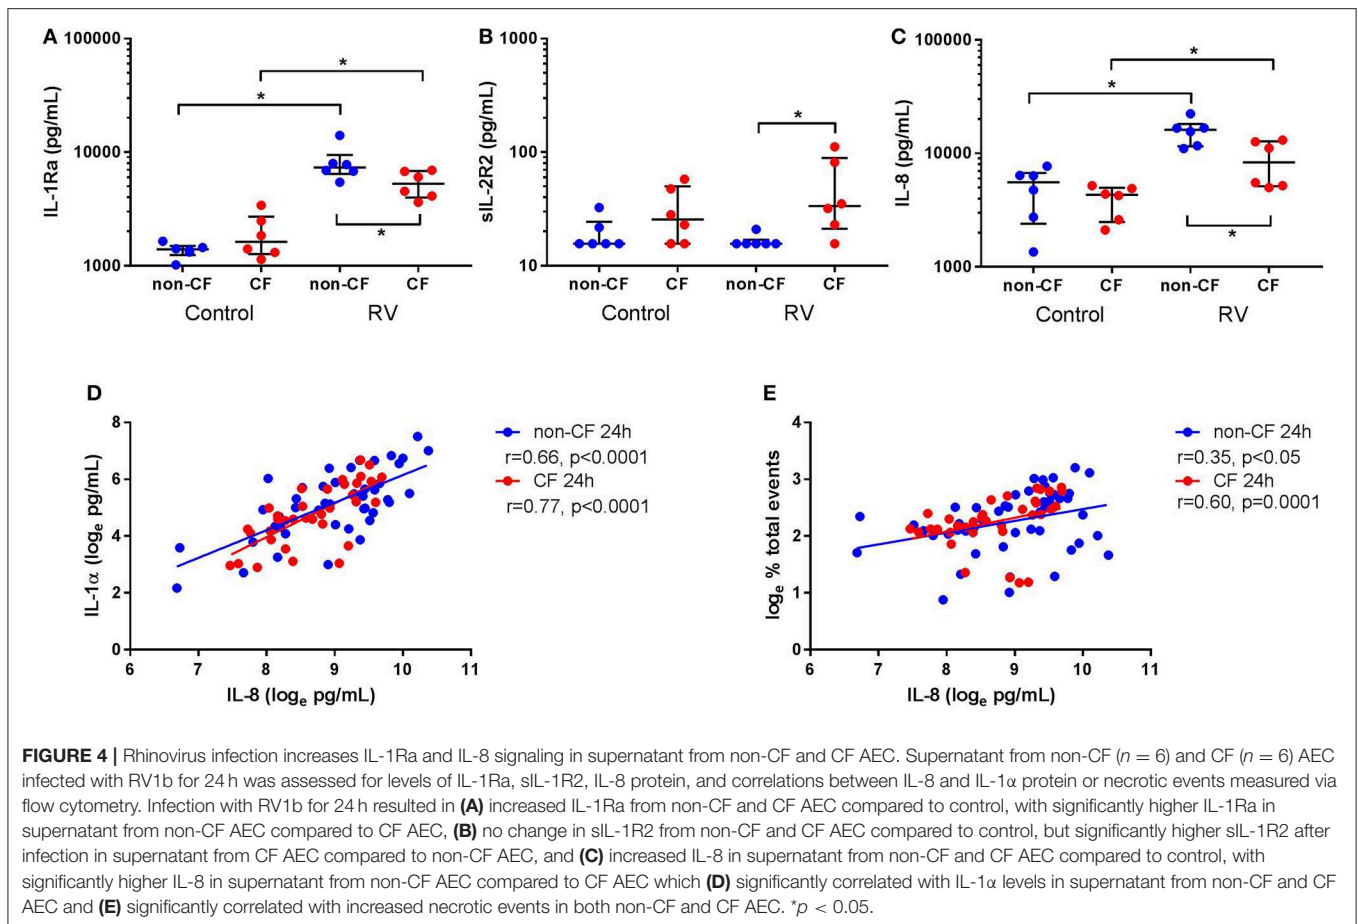 A
100000
10000
1000
IL-1Ra (pg/mL)
*
*
*
non-CF CF non-CF CF
Control RV
B
1000
100
10
sIL-2R2 (pg/mL)
*
non-CF CF non-CF CF
Control RV
C
100000
10000
1000
IL-8 (pg/mL)
*
*
*
non-CF CF non-CF CF
Control RV
D
8
6
4
2
0
IL-1α (logₑ pg/mL)
6 7 8 9 10 11
IL-8 (logₑ pg/mL)
non-CF 24h
r=0.66, p<0.0001
CF 24h
r=0.77, p<0.0001
E
4
3
2
1
0
logₑ % total events
6 7 8 9 10 11
IL-8 (logₑ pg/mL)
non-CF 24h
r=0.35, p<0.05
CF 24h
r=0.60, p=0.0001
FIGURE 4 | Rhinovirus infection increases IL-1Ra and IL-8 signaling in supernatant from non-CF and CF AEC. Supernatant from non-CF (n = 6) and CF (n = 6) AEC
infected with RV1b for 24 h was assessed for levels of IL-1Ra, sIL-1R2, IL-8 protein, and correlations between IL-8 and IL-1α protein or necrotic events measured via
flow cytometry. Infection with RV1b for 24 h resulted in (A) increased IL-1Ra from non-CF and CF AEC compared to control, with significantly higher IL-1Ra in
supernatant from non-CF AEC compared to CF AEC, (B) no change in sIL-1R2 from non-CF and CF AEC compared to control, but significantly higher sIL-1R2 after
infection in supernatant from CF AEC compared to non-CF AEC, and (C) increased IL-8 in supernatant from non-CF and CF AEC compared to control, with
significantly higher IL-8 in supernatant from non-CF AEC compared to CF AEC which (D) significantly correlated with IL-1α levels in supernatant from non-CF and CF
AEC and (E) significantly correlated with increased necrotic events in both non-CF and CF AEC. *p < 0.05.